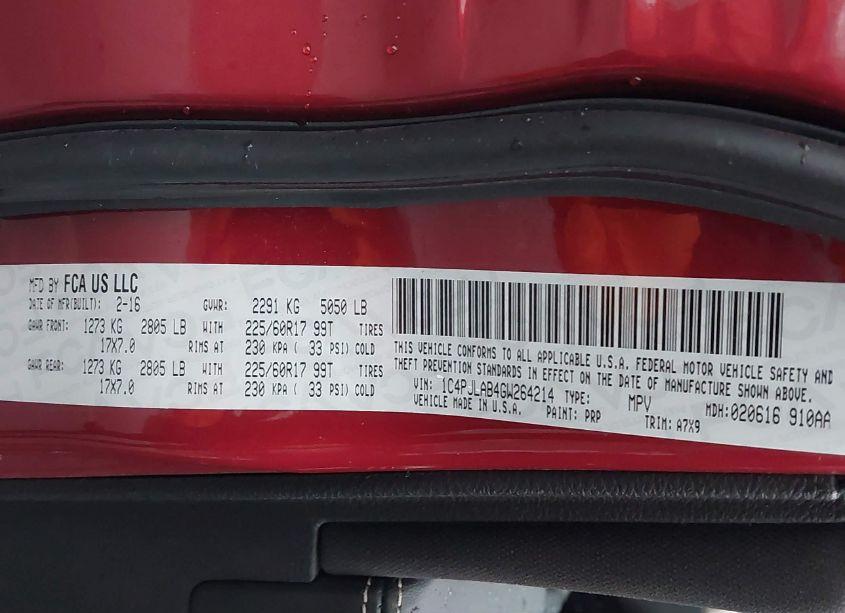 MFD BY FCA US LLC
DATE OF MFR(BUILT): 2-16 GVWR: 2291 KG 5050 LB
GAWR FRONT: 1273 KG 2805 LB WITH 225/60R17 99T TIRES
17X7.0 RIMS AT 230 KPA ( 33 PSI) COLD
GAWR REAR: 1273 KG 2805 LB WITH 225/60R17 99T TIRES
17X7.0 RIMS AT 230 KPA ( 33 PSI) COLD
THIS VEHICLE CONFORMS TO ALL APPLICABLE U.S.A. FEDERAL MOTOR VEHICLE SAFETY AND
THEFT PREVENTION STANDARDS IN EFFECT ON THE DATE OF MANUFACTURE SHOWN ABOVE.
VIN: 1C4PJLAB4GW264214 TYPE: MPV MDH: 020616 910AA
VEHICLE MADE IN U.S.A. PAINT: PRP TRIM: A7X9